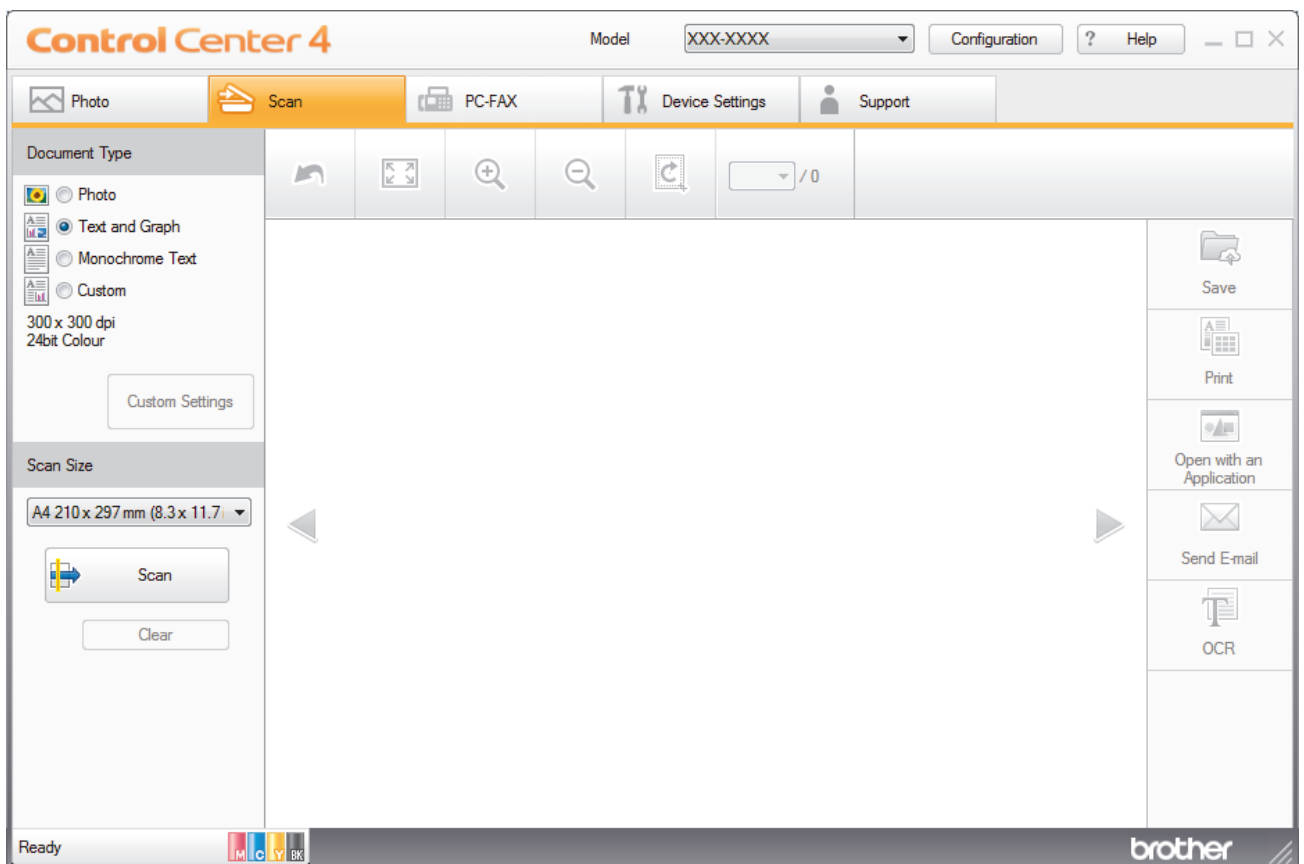 Control Center 4
Model
XXX-XXXX
Configuration
? Help
Photo
Scan
PC-FAX
Device Settings
Support
Document Type
Photo
Text and Graph
Monochrome Text
Custom
300 x 300 dpi
24bit Colour
Custom Settings
Scan Size
A4 210 x 297 mm (8.3 x 11.7
Scan
Clear
/ 0
Save
Print
Open with an
Application
Send E-mail
OCR
Ready
M C Y BK
brother